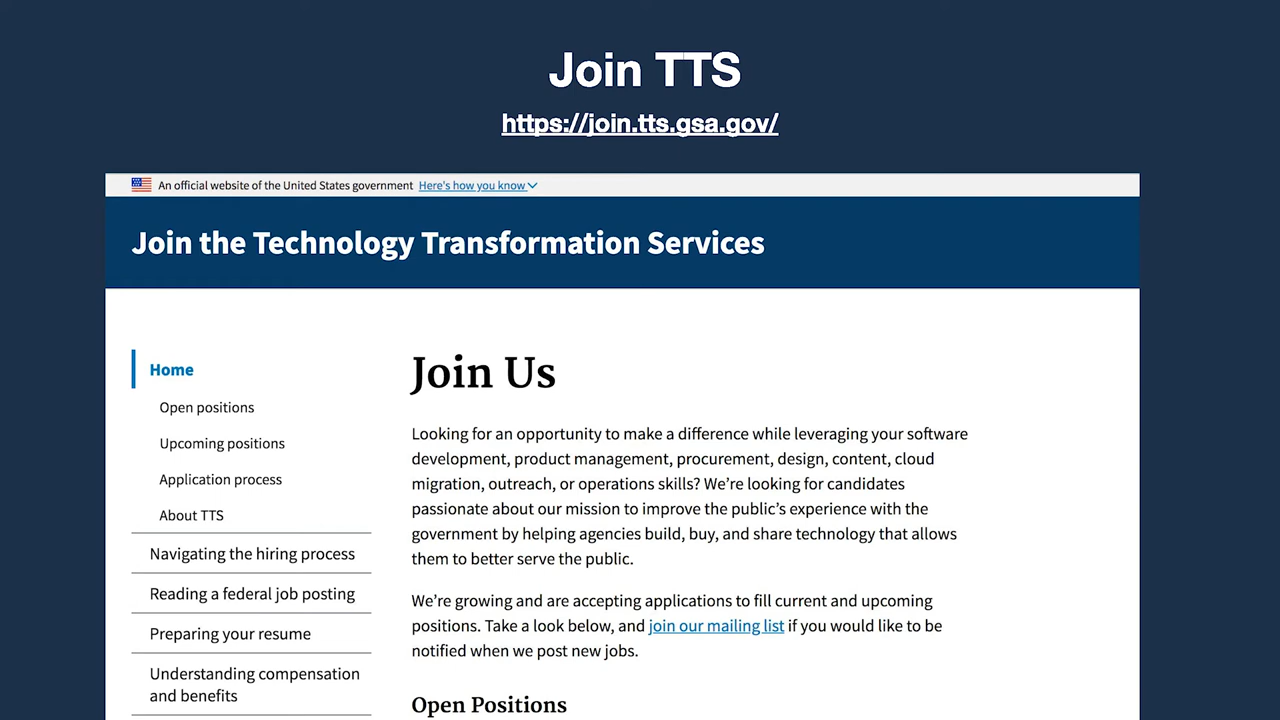 Join TTS
https://join.tts.gsa.gov/
An official website of the United States government Here's how you know
Join the Technology Transformation Services
Home
Open positions
Upcoming positions
Application process
About TTS
Navigating the hiring process
Reading a federal job posting
Preparing your resume
Understanding compensation
and benefits
Join Us
Looking for an opportunity to make a difference while leveraging your software
development, product management, procurement, design, content, cloud
migration, outreach, or operations skills? We’re looking for candidates
passionate about our mission to improve the public’s experience with the
government by helping agencies build, buy, and share technology that allows
them to better serve the public.
We’re growing and are accepting applications to fill current and upcoming
positions. Take a look below, and join our mailing list if you would like to be
notified when we post new jobs.
Open Positions